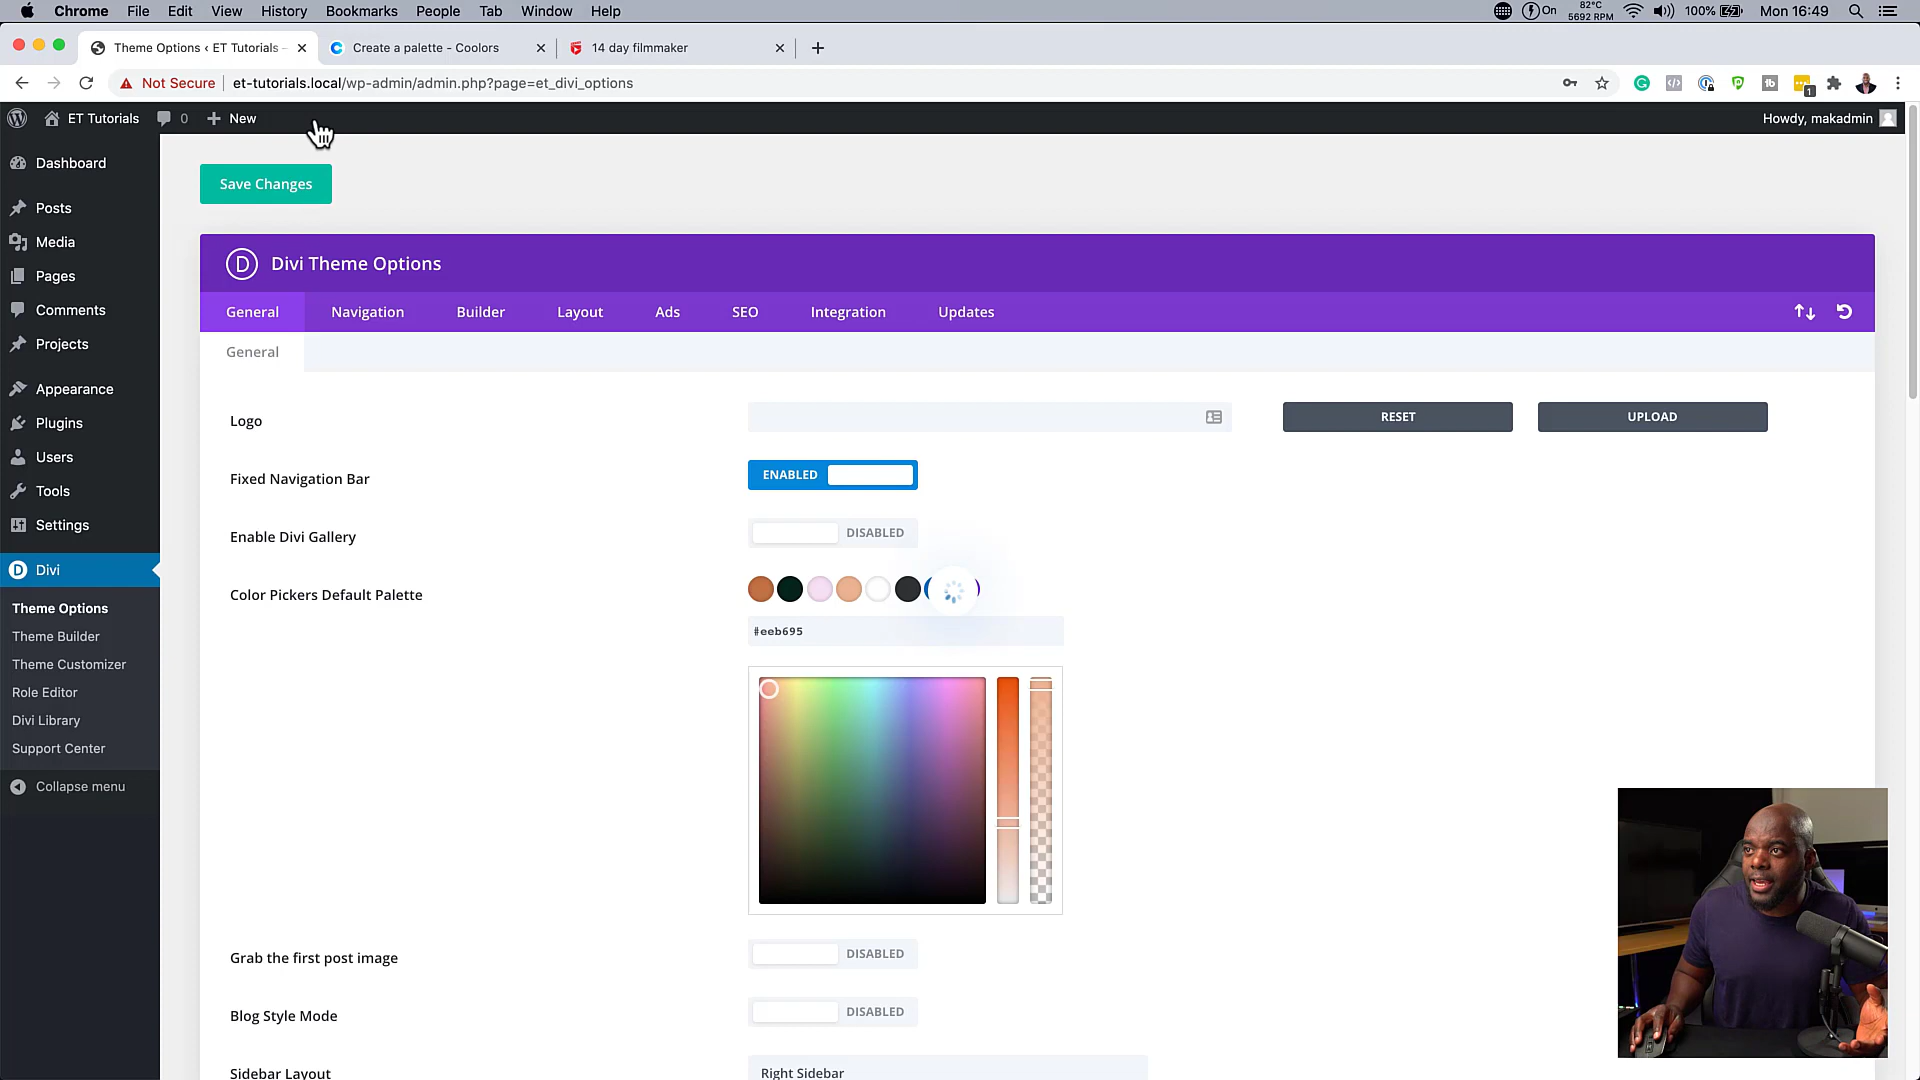 Chrome File Edit View History Bookmarks People Tab Window Help
On 82°C 5692 RPM 100% Mon 16:49
Theme Options ‹ ET Tutorials –
Create a palette - Coolors
14 day filmmaker
Not Secure et-tutorials.local/wp-admin/admin.php?page=et_divi_options
1
ET Tutorials 0 New
Howdy, makadmin
Dashboard
Posts
Media
Pages
Comments
Projects
Appearance
Plugins
Users
Tools
Settings
Divi
Theme Options
Theme Builder
Theme Customizer
Role Editor
Divi Library
Support Center
Collapse menu
Save Changes
D Divi Theme Options
General Navigation Builder Layout Ads SEO Integration Updates
General
Logo
RESET UPLOAD
Fixed Navigation Bar
ENABLED
Enable Divi Gallery
DISABLED
Color Pickers Default Palette
#eeb695
Grab the first post image
DISABLED
Blog Style Mode
DISABLED
Sidebar Layout
Right Sidebar